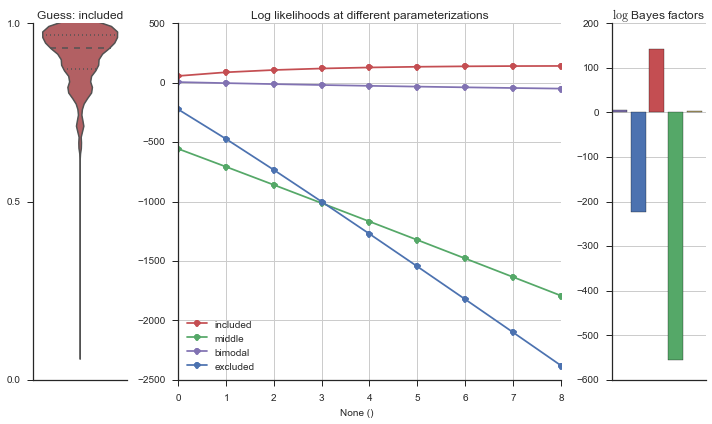 Guess: included
1.0
0.5
0.0
Log likelihoods at different parameterizations
500
0
−500
−1000
−1500
−2000
−2500
included
middle
bimodal
excluded
0 1 2 3 4 5 6 7 8
None ()
log Bayes factors
200
100
0
−100
−200
−300
−400
−500
−600